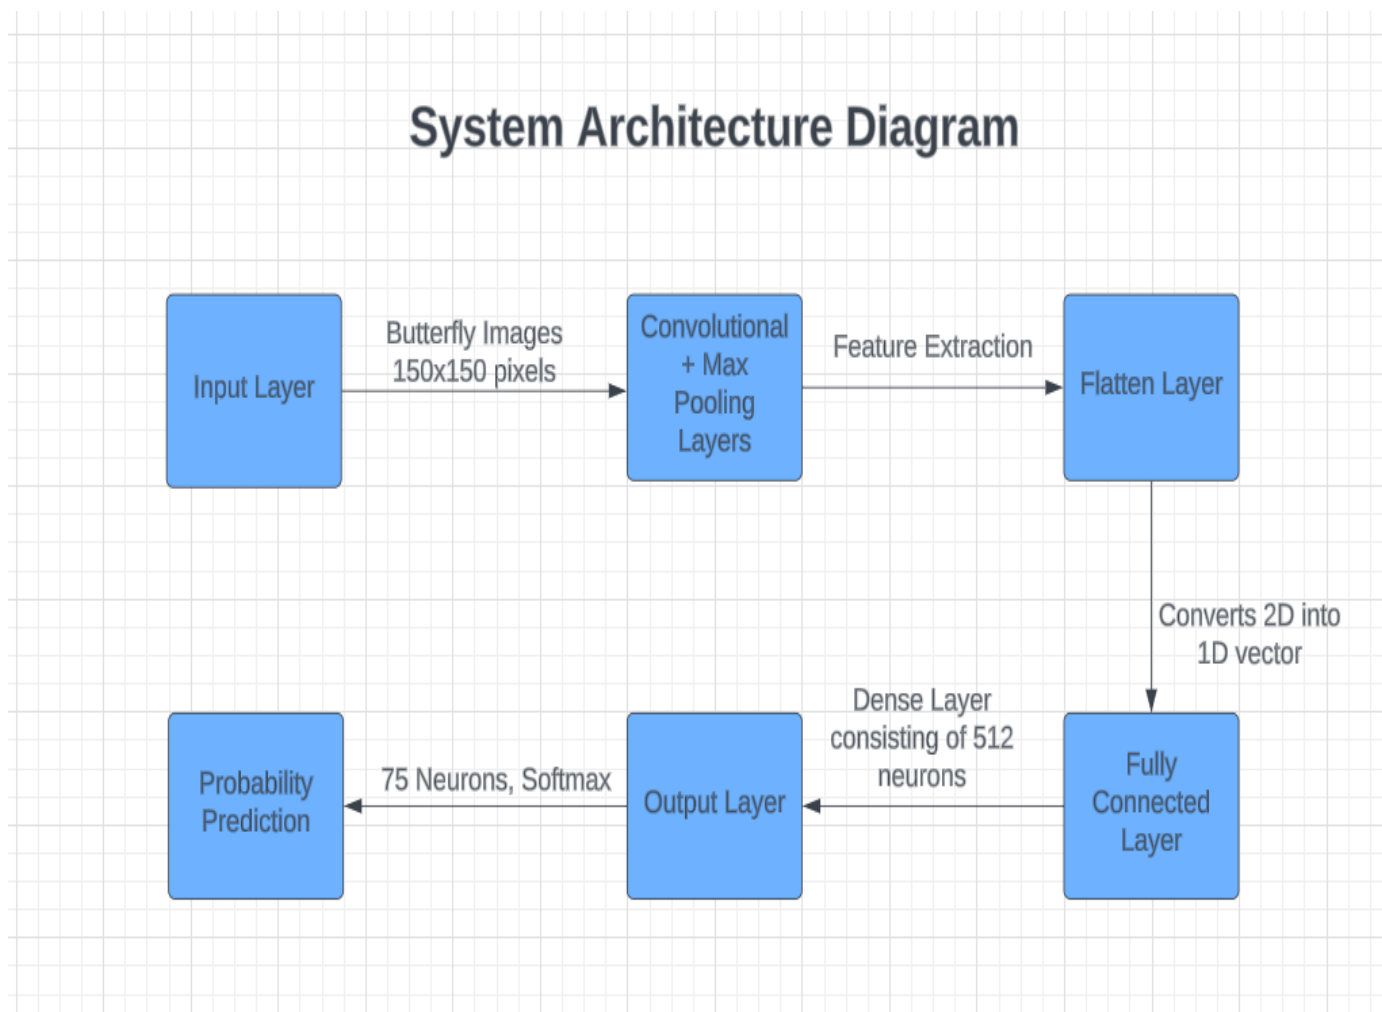 System Architecture Diagram
Input Layer
Butterfly Images
150x150 pixels
Convolutional
+ Max
Pooling
Layers
Feature Extraction
Flatten Layer
Converts 2D into
1D vector
Fully
Connected
Layer
Dense Layer
consisting of 512
neurons
Output Layer
75 Neurons, Softmax
Probability
Prediction